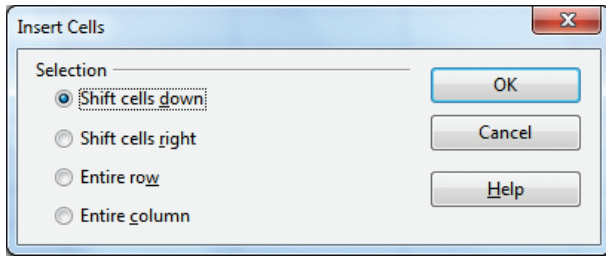 Insert Cells
Selection
Shift cells down
Shift cells right
Entire row
Entire column
OK
Cancel
Help